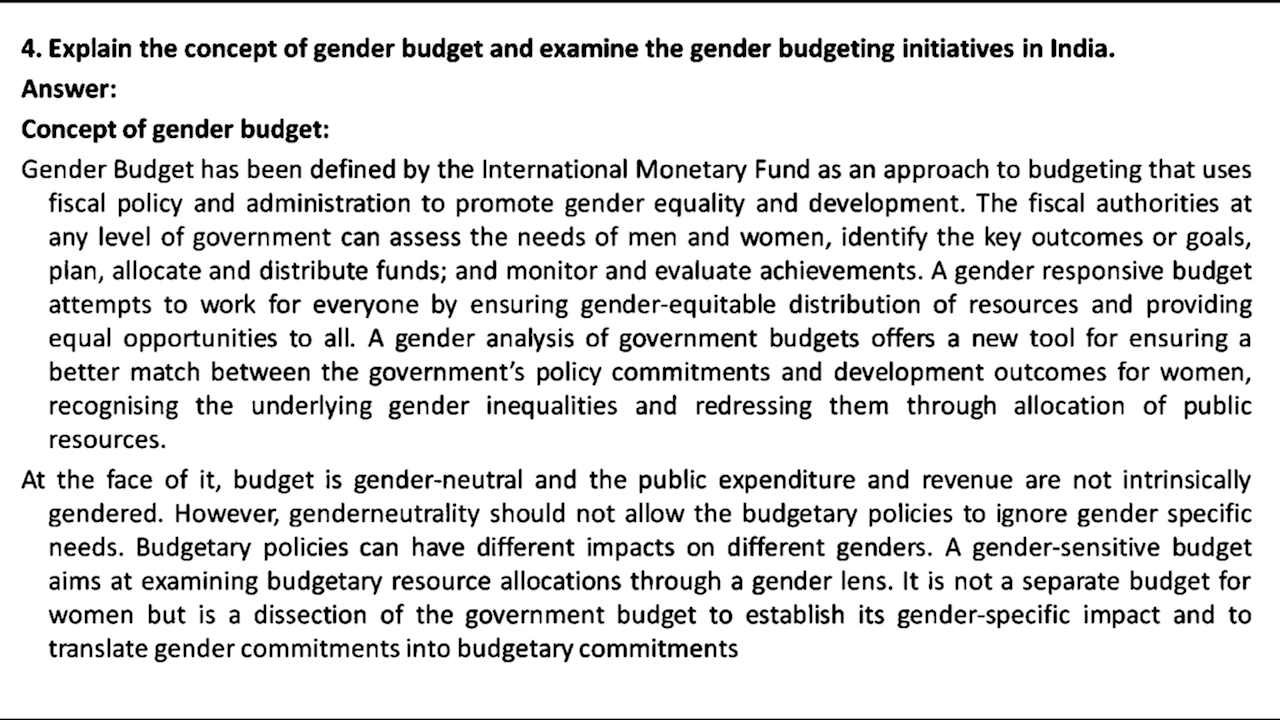 4. Explain the concept of gender budget and examine the gender budgeting initiatives in India.
Answer:
Concept of gender budget:
Gender Budget has been defined by the International Monetary Fund as an approach to budgeting that uses
fiscal policy and administration to promote gender equality and development. The fiscal authorities at
any level of government can assess the needs of men and women, identify the key outcomes or goals,
plan, allocate and distribute funds; and monitor and evaluate achievements. A gender responsive budget
attempts to work for everyone by ensuring gender-equitable distribution of resources and providing
equal opportunities to all. A gender analysis of government budgets offers a new tool for ensuring a
better match between the government’s policy commitments and development outcomes for women,
recognising the underlying gender inequalities and redressing them through allocation of public
resources.
At the face of it, budget is gender-neutral and the public expenditure and revenue are not intrinsically
gendered. However, genderneutrality should not allow the budgetary policies to ignore gender specific
needs. Budgetary policies can have different impacts on different genders. A gender-sensitive budget
aims at examining budgetary resource allocations through a gender lens. It is not a separate budget for
women but is a dissection of the government budget to establish its gender-specific impact and to
translate gender commitments into budgetary commitments